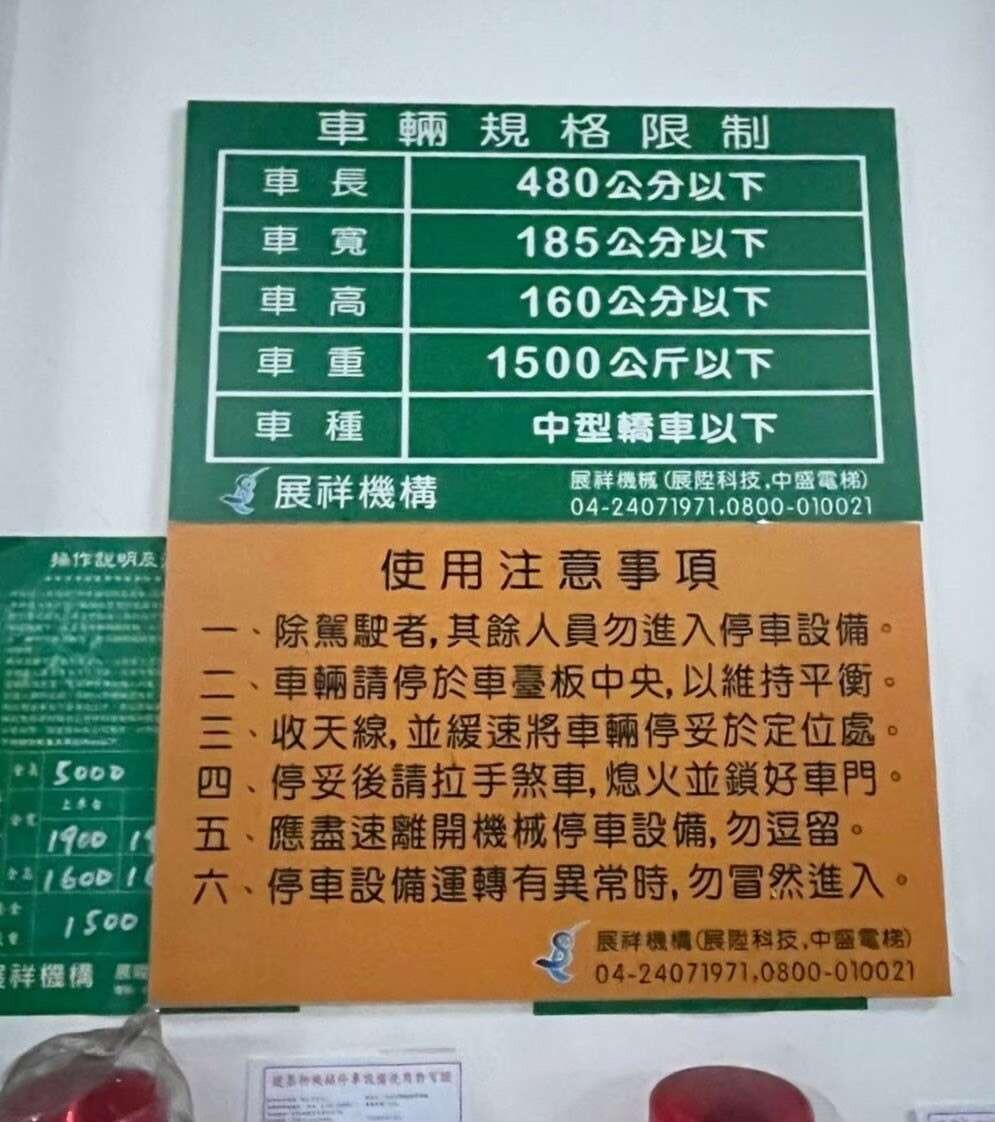 車輛規格限制
車長 480公分以下
車寬 185公分以下
車高 160公分以下
車重 1500公斤以下
車種 中型轎車以下
展祥機構
展祥機械(展陞科技.中盛電梯)
04-24071971.0800-010021
使用注意事項
一、除駕駛者,其餘人員勿進入停車設備。
二、車輛請停於車臺板中央,以維持平衡。
三、收天線,並緩速將車輛停妥於定位處。
四、停妥後請拉手煞車,熄火並鎖好車門。
五、應盡速離開機械停車設備,勿逗留。
六、停車設備運轉有異常時,勿冒然進入。
展祥機構(展陞科技.中盛電梯)
04-24071971.0800-010021
操作說明及
5000
1900 19
1600 16
1500
祥機構